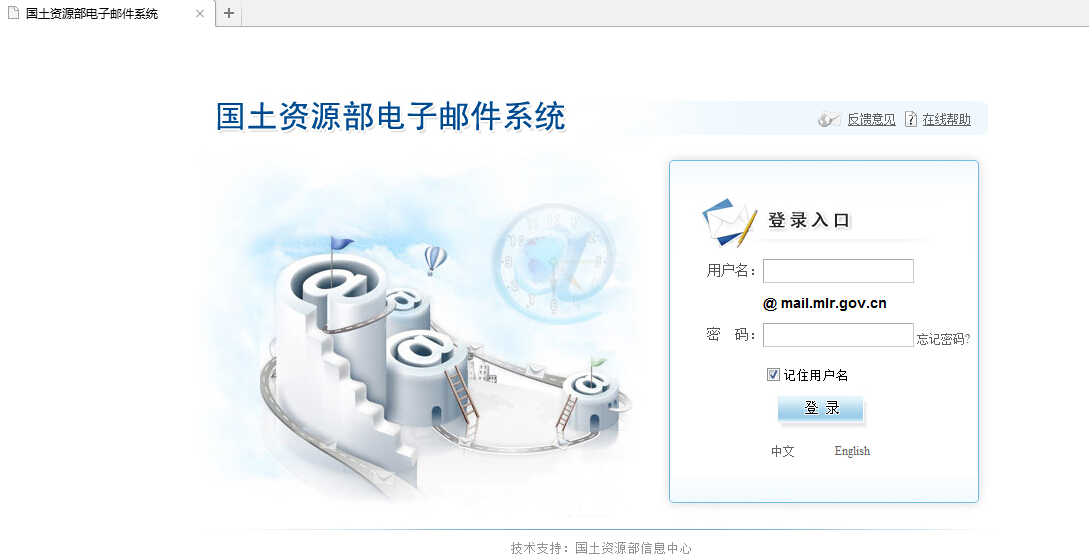 国土资源部电子邮件系统
国土资源部电子邮件系统
反馈意见 在线帮助
登录入口
用户名：
@ mail.mlr.gov.cn
密 码： 忘记密码?
记住用户名
登 录
中文 English
技术支持：国土资源部信息中心